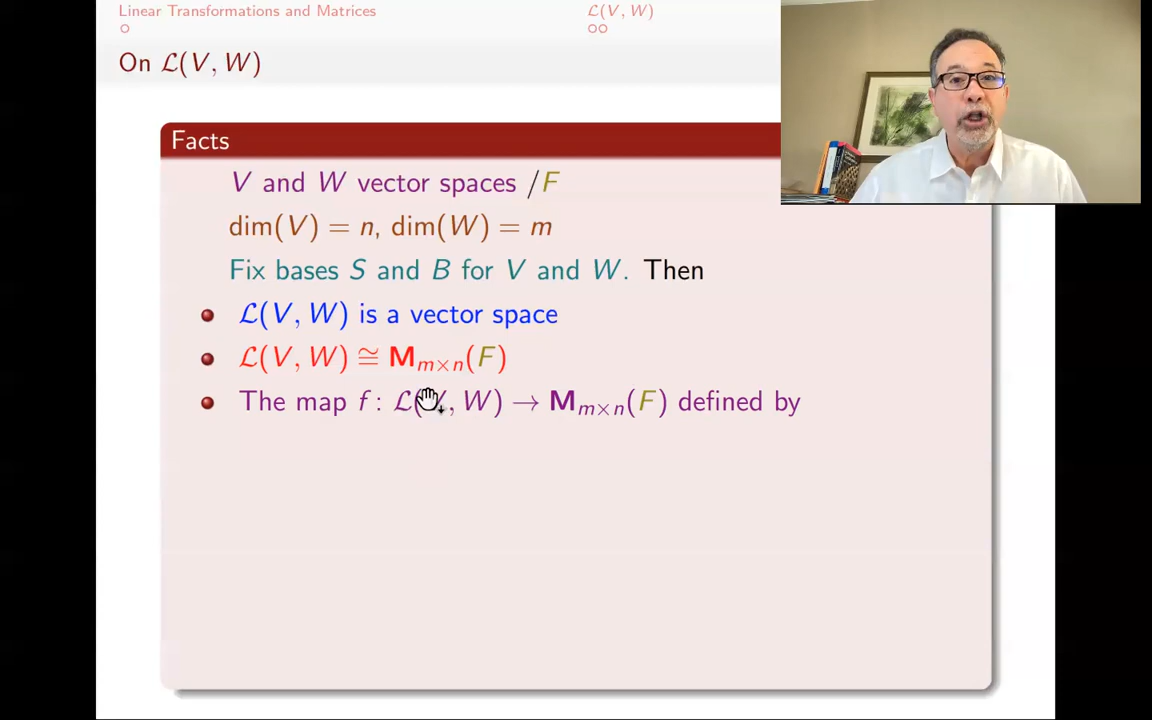 Linear Transformations and Matrices
ℒ(V, W)
On ℒ(V, W)
Facts
V and W vector spaces /F
dim(V) = n, dim(W) = m
Fix bases S and B for V and W. Then
ℒ(V, W) is a vector space
ℒ(V, W) ≅ M_{m×n}(F)
The map f: ℒ(V, W) → M_{m×n}(F) defined by